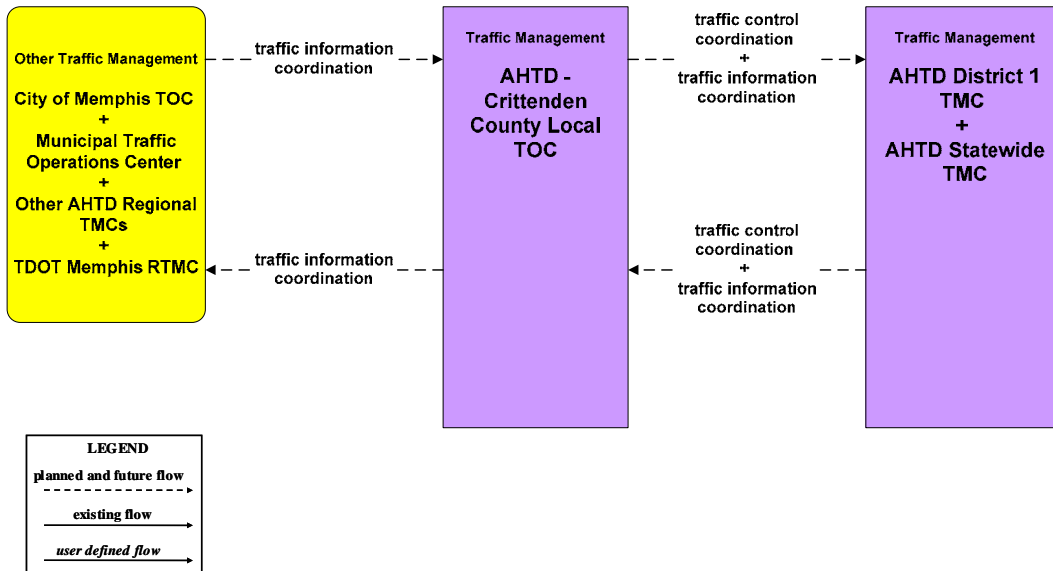 Other Traffic Management
City of Memphis TOC
+
Municipal Traffic
Operations Center
+
Other AHTD Regional
TMCs
+
TDOT Memphis RTMC
traffic information
coordination
traffic information
coordination
Traffic Management
AHTD -
Crittenden
County Local
TOC
traffic control
coordination
+
traffic information
coordination
traffic control
coordination
+
traffic information
coordination
Traffic Management
AHTD District 1
TMC
+
AHTD Statewide
TMC
LEGEND
planned and future flow
existing flow
user defined flow